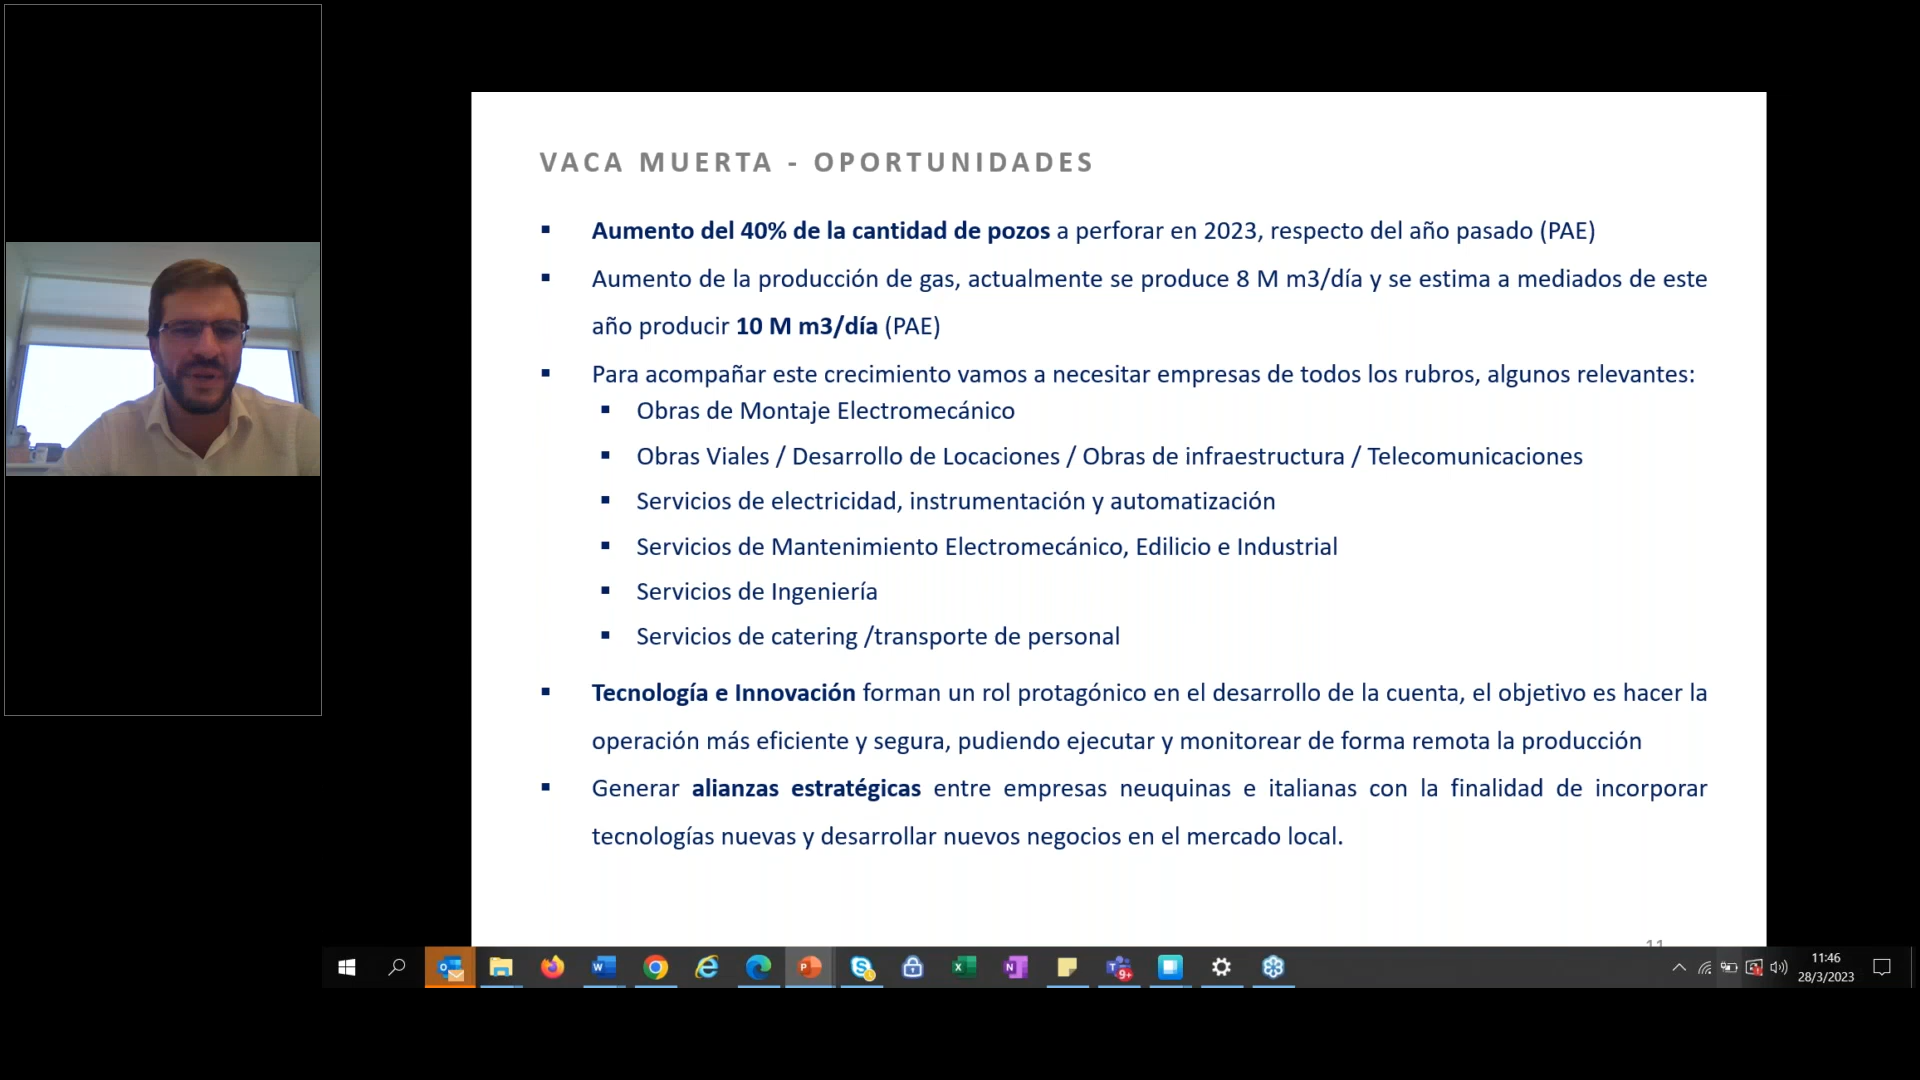 VACA MUERTA - OPORTUNIDADES
▪ Aumento del 40% de la cantidad de pozos a perforar en 2023, respecto del año pasado (PAE)
▪ Aumento de la producción de gas, actualmente se produce 8 M m3/día y se estima a mediados de este
año producir 10 M m3/día (PAE)
▪ Para acompañar este crecimiento vamos a necesitar empresas de todos los rubros, algunos relevantes:
▪ Obras de Montaje Electromecánico
▪ Obras Viales / Desarrollo de Locaciones / Obras de infraestructura / Telecomunicaciones
▪ Servicios de electricidad, instrumentación y automatización
▪ Servicios de Mantenimiento Electromecánico, Edilicio e Industrial
▪ Servicios de Ingeniería
▪ Servicios de catering /transporte de personal
▪ Tecnología e Innovación forman un rol protagónico en el desarrollo de la cuenta, el objetivo es hacer la
operación más eficiente y segura, pudiendo ejecutar y monitorear de forma remota la producción
▪ Generar alianzas estratégicas entre empresas neuquinas e italianas con la finalidad de incorporar
tecnologías nuevas y desarrollar nuevos negocios en el mercado local.
11
9+
11:46
28/3/2023